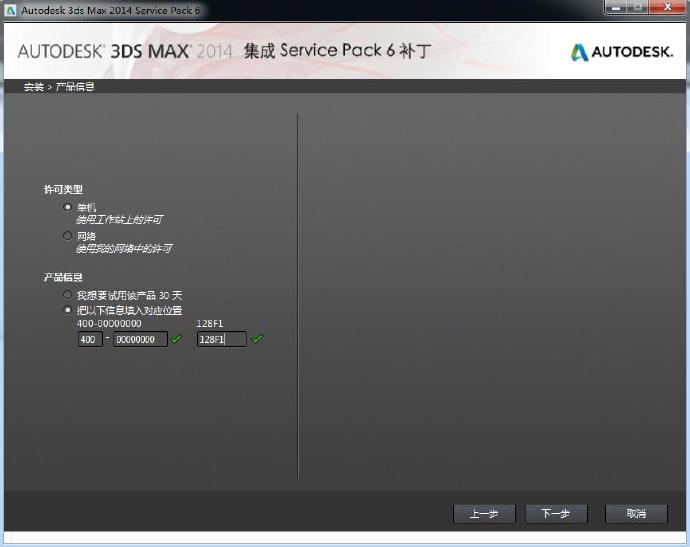 Autodesk 3ds Max 2014 Service Pack 6
AUTODESK® 3DS MAX® 2014 集成 Service Pack 6 补丁
AUTODESK.
安装 > 产品信息
许可类型
单机
使用工作站上的许可
网络
使用我的网络中的许可
产品信息
我想要试用该产品 30 天
把以下信息填入对应位置
400-00000000 128F1
400 - 00000000 128F1
上一步 下一步 取消